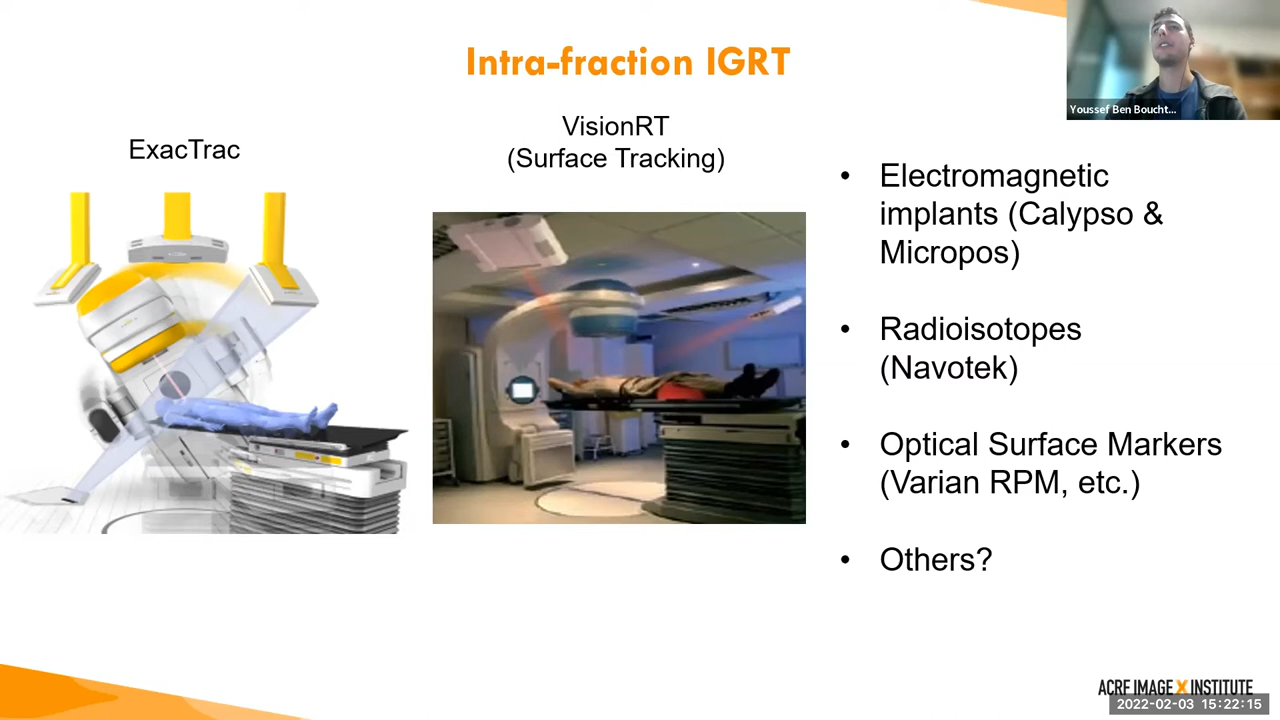 Intra-fraction IGRT
ExacTrac
VisionRT
(Surface Tracking)
• Electromagnetic
implants (Calypso &
Micropos)
• Radioisotopes
(Navotek)
• Optical Surface Markers
(Varian RPM, etc.)
• Others?
Youssef Ben Boucht...
ACRF IMAGE X INSTITUTE
2022-02-03 15:22:15